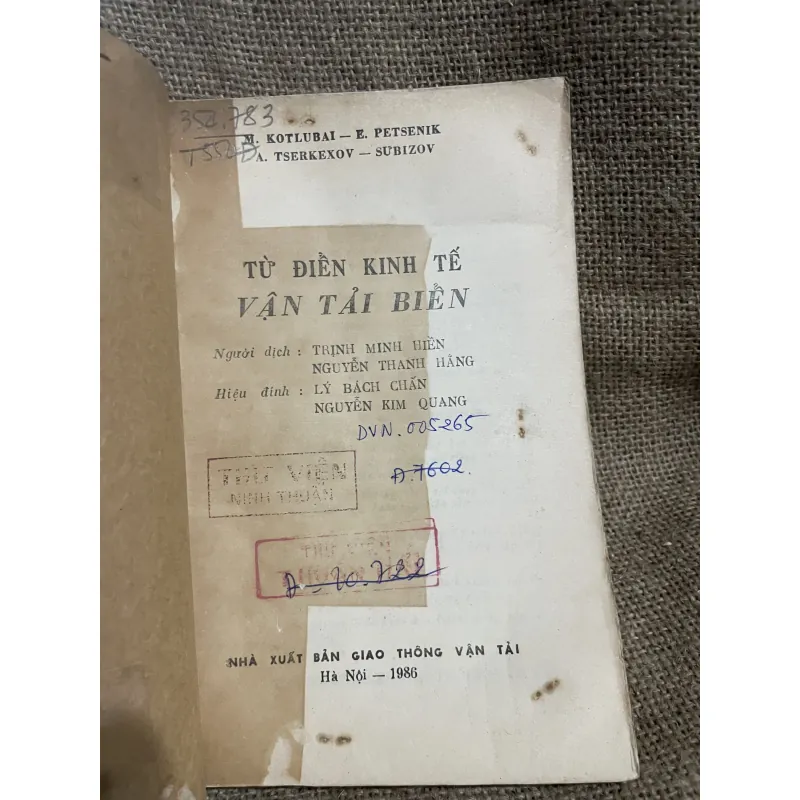 352.783
T550Đ
M. KOTLUBAI — E. PETSENIK
A. TSERKEXOV — SUBIZOV
TỪ ĐIỂN KINH TẾ
VẬN TẢI BIỂN
Người dịch : TRỊNH MINH HIỀN
NGUYỄN THANH HẰNG
Hiệu đính : LÝ BÁCH CHẤN
NGUYỄN KIM QUANG
DVN.005265
THƯ VIỆN
NINH THUẬN
Đ.7602.
THƯ VIỆN
NHÀ XUẤT BẢN GIAO THÔNG VẬN TẢI
Hà Nội — 1986